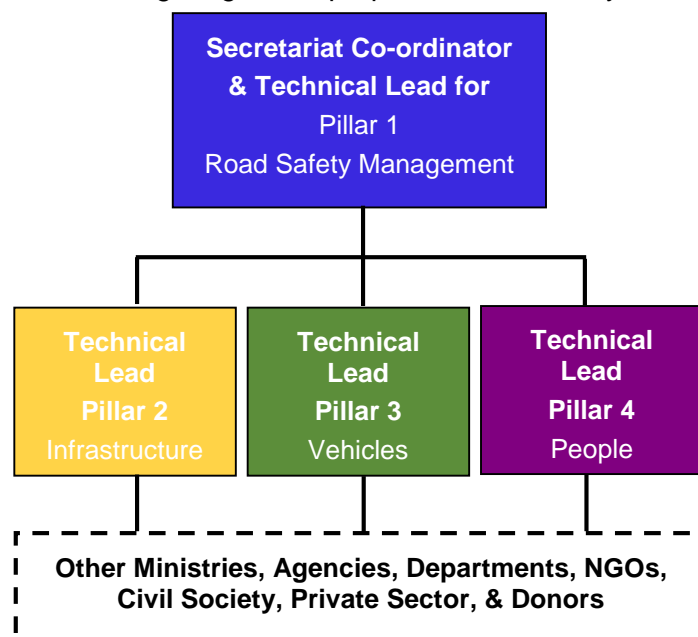 Secretariat Co-ordinator
& Technical Lead for
Pillar 1
Road Safety Management
Technical
Lead
Pillar 2
Infrastructure
Technical
Lead
Pillar 3
Vehicles
Technical
Lead
Pillar 4
People
Other Ministries, Agencies, Departments, NGOs,
Civil Society, Private Sector, & Donors